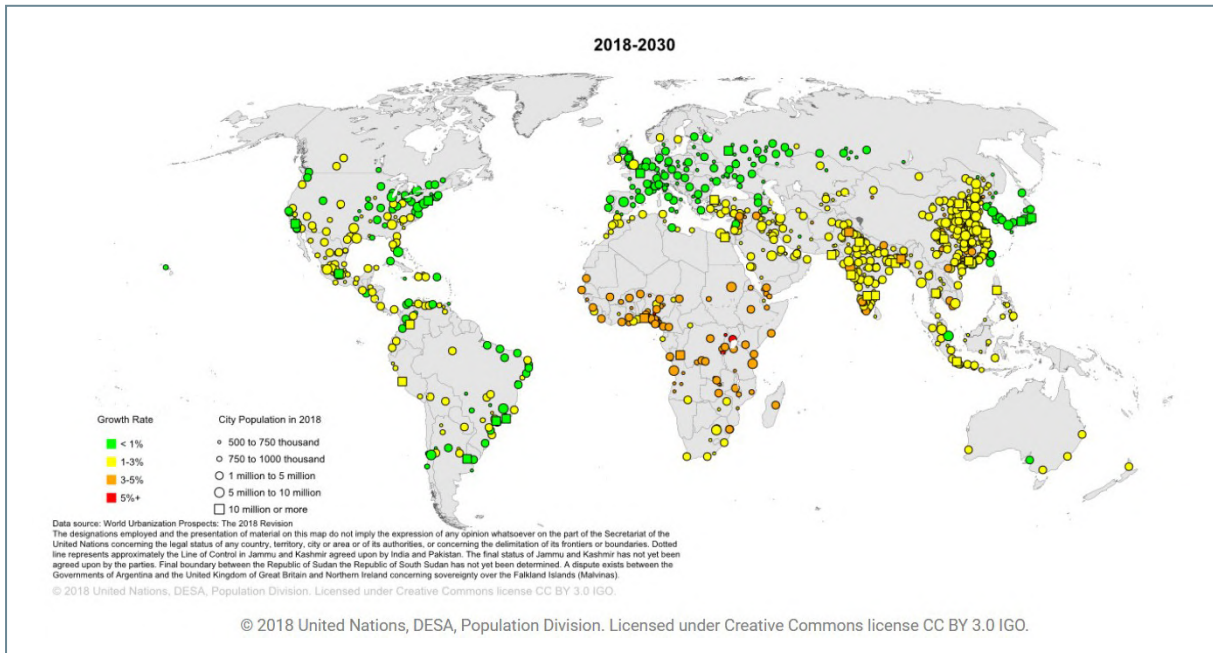 2018-2030
Growth Rate
< 1%
1-3%
3-5%
5%+
City Population in 2018
500 to 750 thousand
750 to 1000 thousand
1 million to 5 million
5 million to 10 million
10 million or more
Data source: World Urbanization Prospects: The 2018 Revision
The designations employed and the presentation of material on this map do not imply the expression of any opinion whatsoever on the part of the Secretariat of the
United Nations concerning the legal status of any country, territory, city or area or of its authorities, or concerning the delimitation of its frontiers or boundaries. Dotted
line represents approximately the Line of Control in Jammu and Kashmir agreed upon by India and Pakistan. The final status of Jammu and Kashmir has not yet been
agreed upon by the parties. Final boundary between the Republic of Sudan the Republic of South Sudan has not yet been determined. A dispute exists between the
Governments of Argentina and the United Kingdom of Great Britain and Northern Ireland concerning sovereignty over the Falkland Islands (Malvinas).
© 2018 United Nations, DESA, Population Division. Licensed under Creative Commons license CC BY 3.0 IGO.
© 2018 United Nations, DESA, Population Division. Licensed under Creative Commons license CC BY 3.0 IGO.